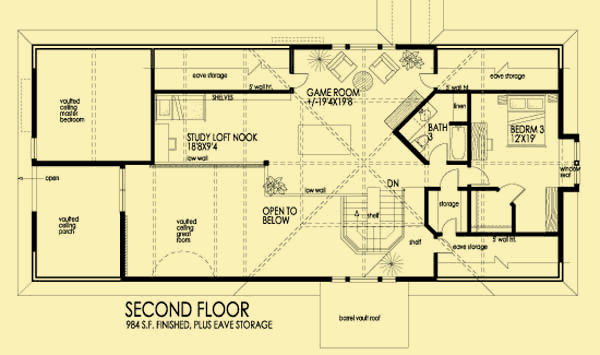 eave storage
5' wall ht.
5' wall ht.
eave storage
vaulted
ceiling
master
bedroom
SHELVES
GAME ROOM
+/-19'4X19'8
linen
BATH
3
BEDRM 3
12'X19'
STUDY LOFT NOOK
18'8X9'4
low wall
window
seat
open
low wall
DN
OPEN TO
BELOW
shelf
storage
vaulted
ceiling
porch
vaulted
ceiling
great
room
shelf
5' wall ht.
eave storage
SECOND FLOOR
984 S.F. FINISHED, PLUS EAVE STORAGE
barrel vault roof